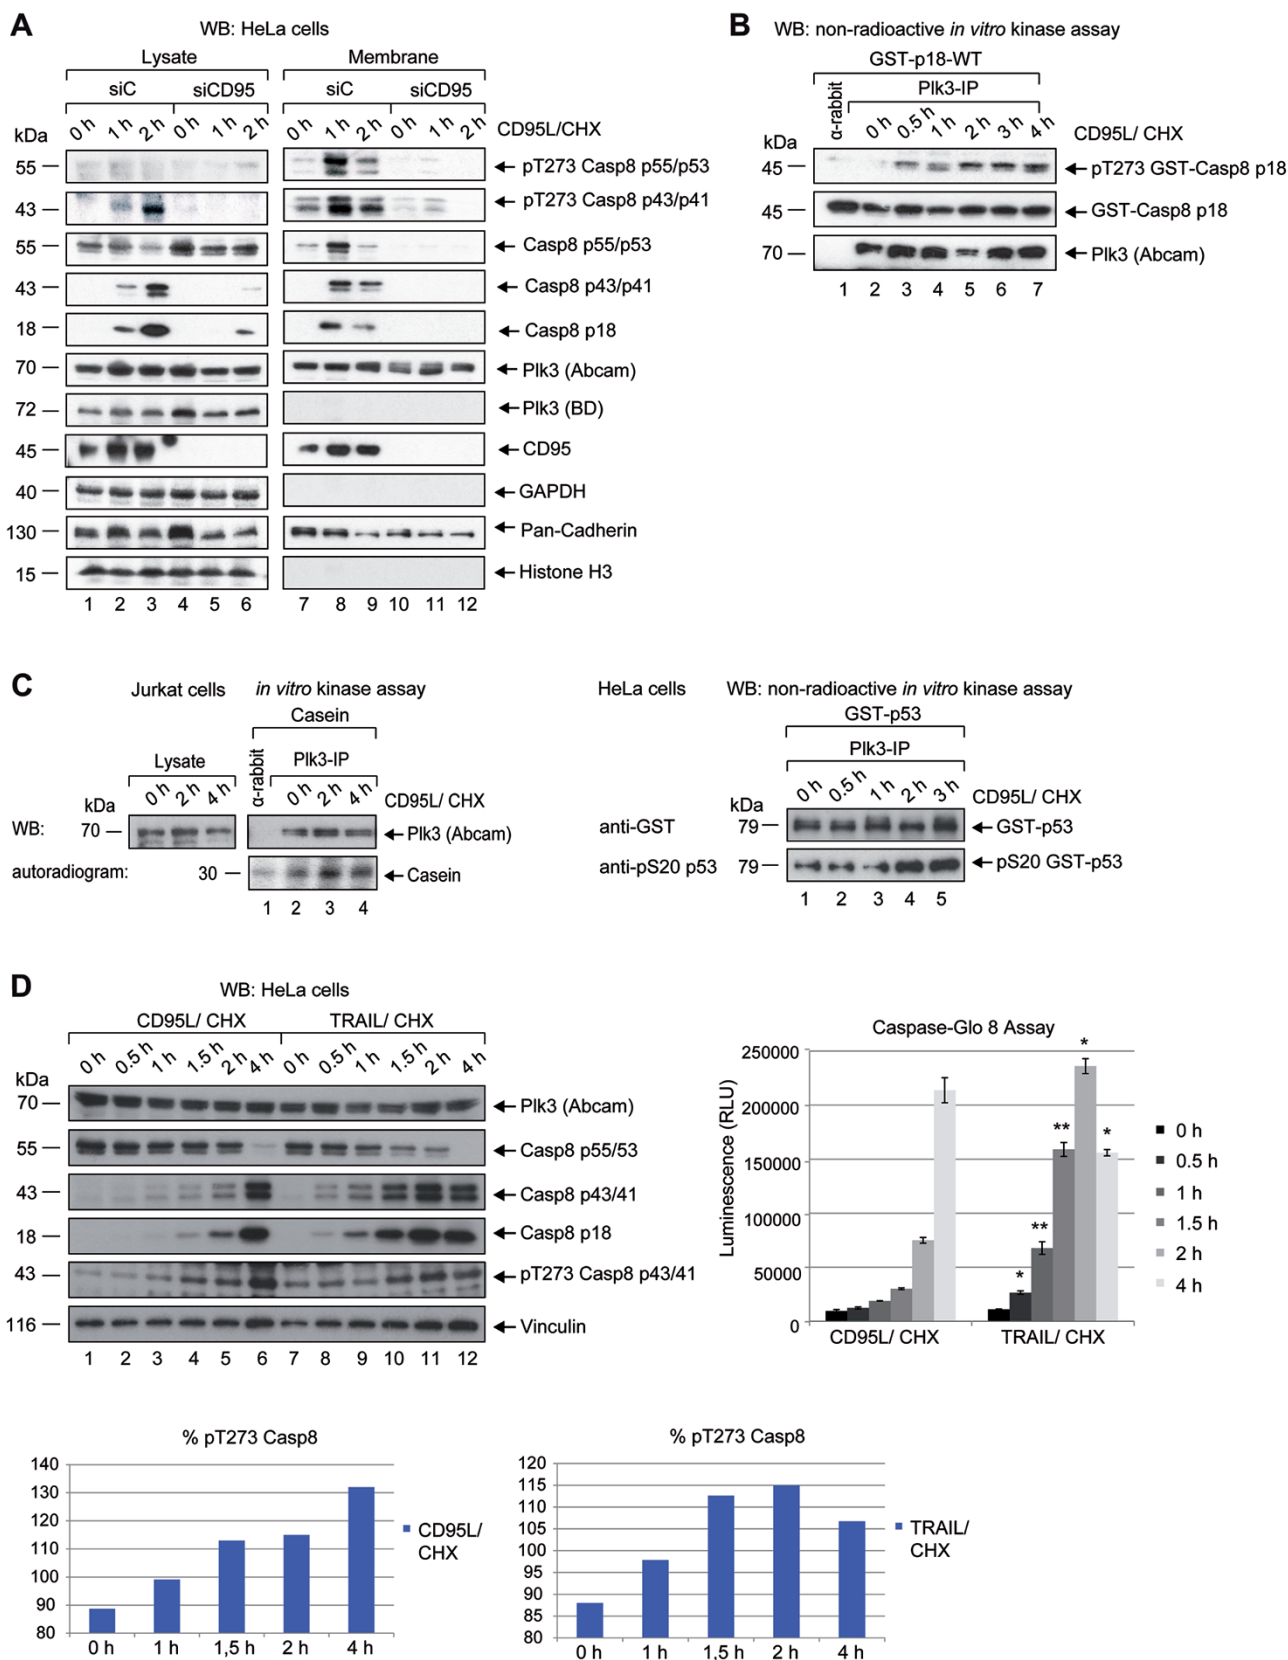 A
WB: HeLa cells
Lysate Membrane
siC siCD95 siC siCD95
kDa 0 h 1 h 2 h 0 h 1 h 2 h 0 h 1 h 2 h 0 h 1 h 2 h CD95L/CHX
55 pT273 Casp8 p55/p53
43 pT273 Casp8 p43/p41
55 Casp8 p55/p53
43 Casp8 p43/p41
18 Casp8 p18
70 Plk3 (Abcam)
72 Plk3 (BD)
45 CD95
40 GAPDH
130 Pan-Cadherin
15 Histone H3
1 2 3 4 5 6 7 8 9 10 11 12
B
WB: non-radioactive in vitro kinase assay
GST-p18-WT
α-rabbit Plk3-IP
kDa 0 h 0.5 h 1 h 2 h 3 h 4 h CD95L/ CHX
45 pT273 GST-Casp8 p18
45 GST-Casp8 p18
70 Plk3 (Abcam)
1 2 3 4 5 6 7
C
Jurkat cells in vitro kinase assay
Casein
Lysate α-rabbit Plk3-IP
kDa 0 h 2 h 4 h 0 h 2 h 4 h CD95L/ CHX
WB: 70 Plk3 (Abcam)
autoradiogram: 30 Casein
1 2 3 4
HeLa cells WB: non-radioactive in vitro kinase assay
GST-p53
Plk3-IP
kDa 0 h 0.5 h 1 h 2 h 3 h CD95L/ CHX
anti-GST 79 GST-p53
anti-pS20 p53 79 pS20 GST-p53
1 2 3 4 5
D
WB: HeLa cells
CD95L/ CHX TRAIL/ CHX
kDa 0 h 0.5 h 1 h 1.5 h 2 h 4 h 0 h 0.5 h 1 h 1.5 h 2 h 4 h
70 Plk3 (Abcam)
55 Casp8 p55/53
43 Casp8 p43/41
18 Casp8 p18
43 pT273 Casp8 p43/41
116 Vinculin
1 2 3 4 5 6 7 8 9 10 11 12
Caspase-Glo 8 Assay
Luminescence (RLU)
250000
200000
150000
100000
50000
0
* ** ** * *
CD95L/ CHX TRAIL/ CHX
0 h
0.5 h
1 h
1.5 h
2 h
4 h
% pT273 Casp8
140
130
120
110
100
90
80
0 h 1 h 1,5 h 2 h 4 h
CD95L/
CHX
% pT273 Casp8
120
115
110
105
100
95
90
85
80
0 h 1 h 1,5 h 2 h 4 h
TRAIL/
CHX